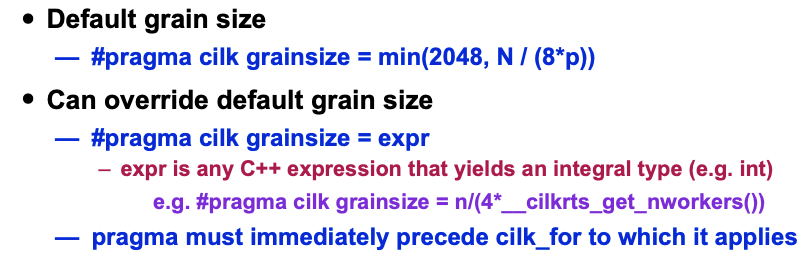 • Default grain size
— #pragma cilk grainsize = min(2048, N / (8*p))
• Can override default grain size
— #pragma cilk grainsize = expr
– expr is any C++ expression that yields an integral type (e.g. int)
e.g. #pragma cilk grainsize = n/(4*__cilkrts_get_nworkers())
— pragma must immediately precede cilk_for to which it applies